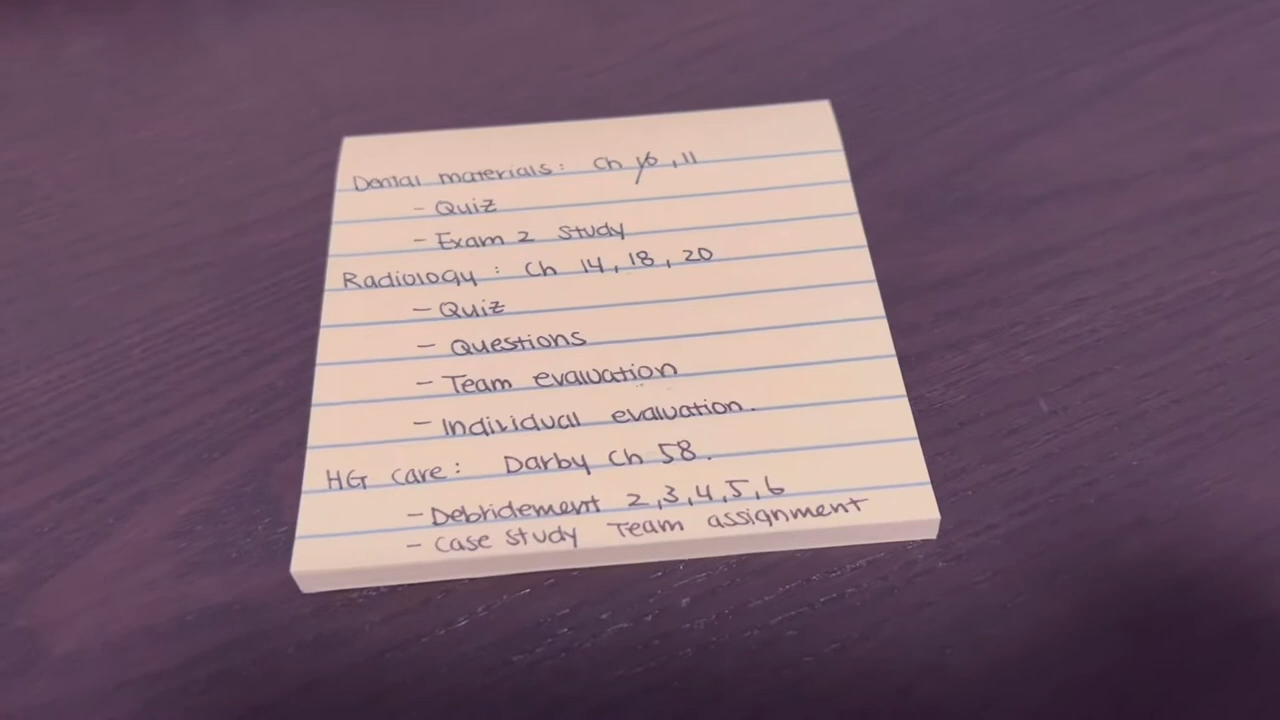 Dental materials: Ch 10, 11
- Quiz
- Exam 2 study
Radiology: Ch 14, 18, 20
- Quiz
- Questions
- Team evaluation
- Individual evaluation.
HG care: Darby Ch 58.
- Debridement 2,3,4,5,6
- Case study Team assignment